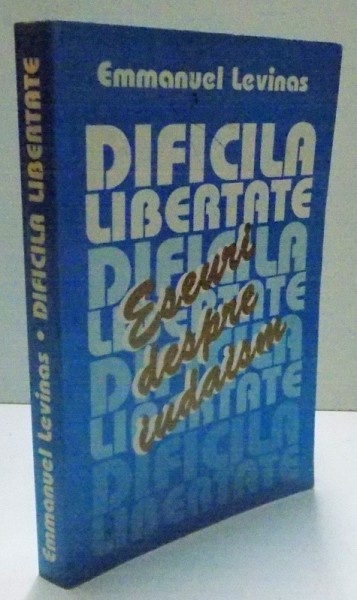 Emmanuel Levinas
DIFICILA
LIBERTATE
DIFICILA
LIBERTATE
DIFICILA
LIBERTATE
DIFICILA
LIBERTATE
Eseuri
despre
iudaism
Emmanuel Levinas • DIFICILA LIBERTATE